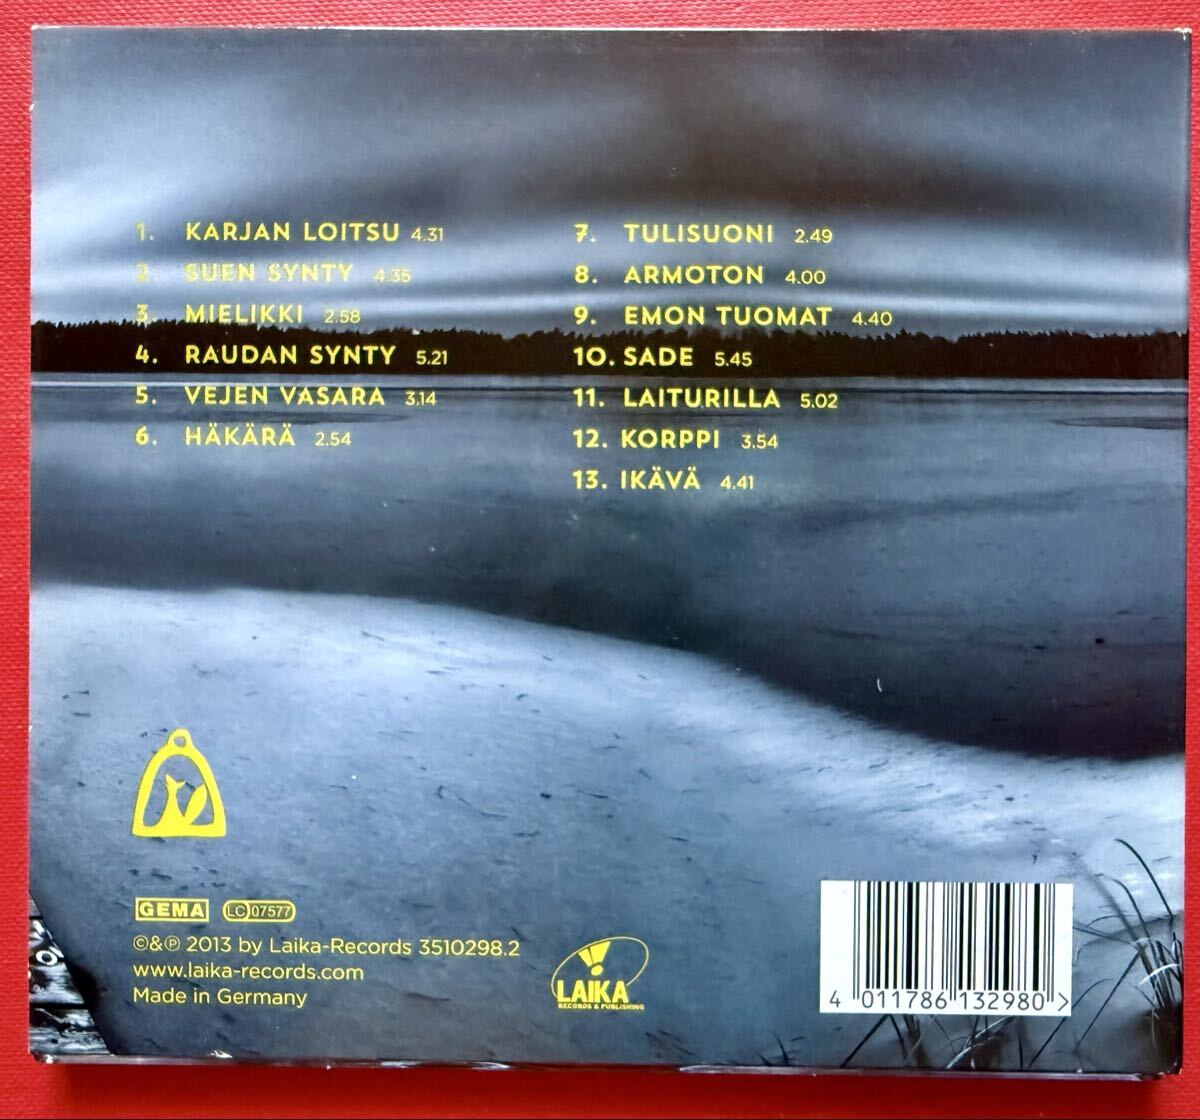 1. KARJAN LOITSU 4.31
2. SUEN SYNTY 4.35
3. MIELIKKI 2.58
4. RAUDAN SYNTY 5.21
5. VEJEN VASARA 3.14
6. HÄKÄRÄ 2.54
7. TULISUONI 2.49
8. ARMOTON 4.00
9. EMON TUOMAT 4.40
10. SADE 5.45
11. LAITURILLA 5.02
12. KORPPI 3.54
13. IKÄVÄ 4.41
GEMA LC 07577
©&℗ 2013 by Laika-Records 3510298.2
www.laika-records.com
Made in Germany
LAIKA
RECORDS & PUBLISHING
4 011786 132980 >